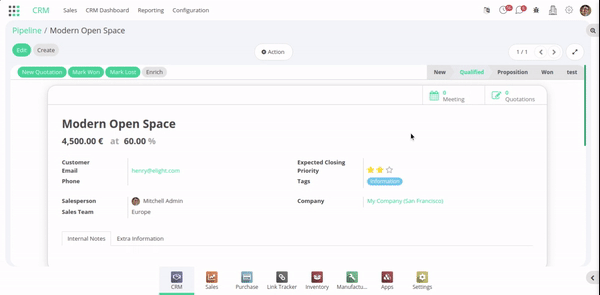 CRM Sales CRM Dashboard Reporting Configuration
Pipeline / Modern Open Space
Edit Create Action 1 / 1
New Quotation Mark Won Mark Lost Enrich New Qualified Proposition Won test
0 Meeting 0 Quotations
Modern Open Space
4,500.00 € at 60.00 %
Customer Expected Closing
Email henry@elight.com Priority
Phone Tags Information
Salesperson Mitchell Admin Company My Company (San Francisco)
Sales Team Europe
Internal Notes Extra Information
CRM Sales Purchase Link Tracker Inventory Manufactu... Apps Settings